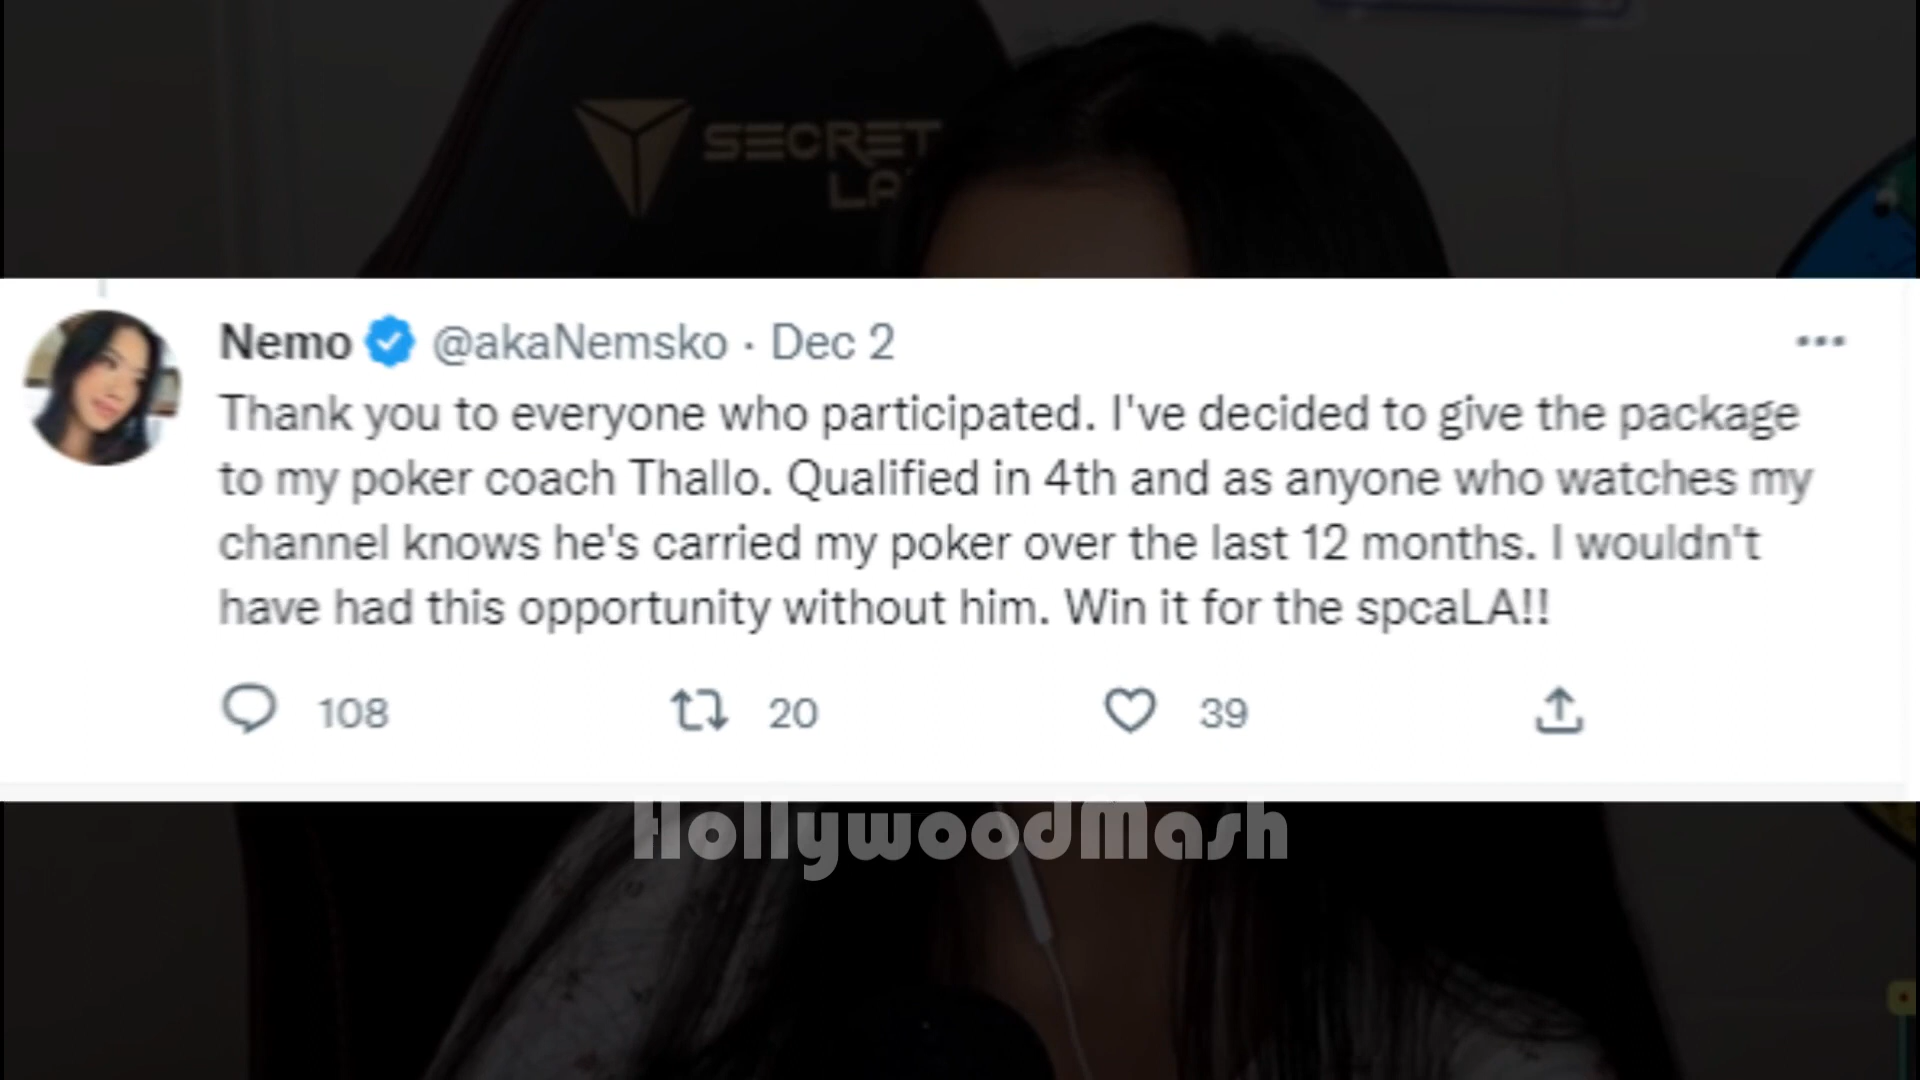 SECRET
LA
Nemo @akaNemsko · Dec 2
Thank you to everyone who participated. I've decided to give the package
to my poker coach Thallo. Qualified in 4th and as anyone who watches my
channel knows he's carried my poker over the last 12 months. I wouldn't
have had this opportunity without him. Win it for the spcaLA!!
108 20 39
HollywoodMash